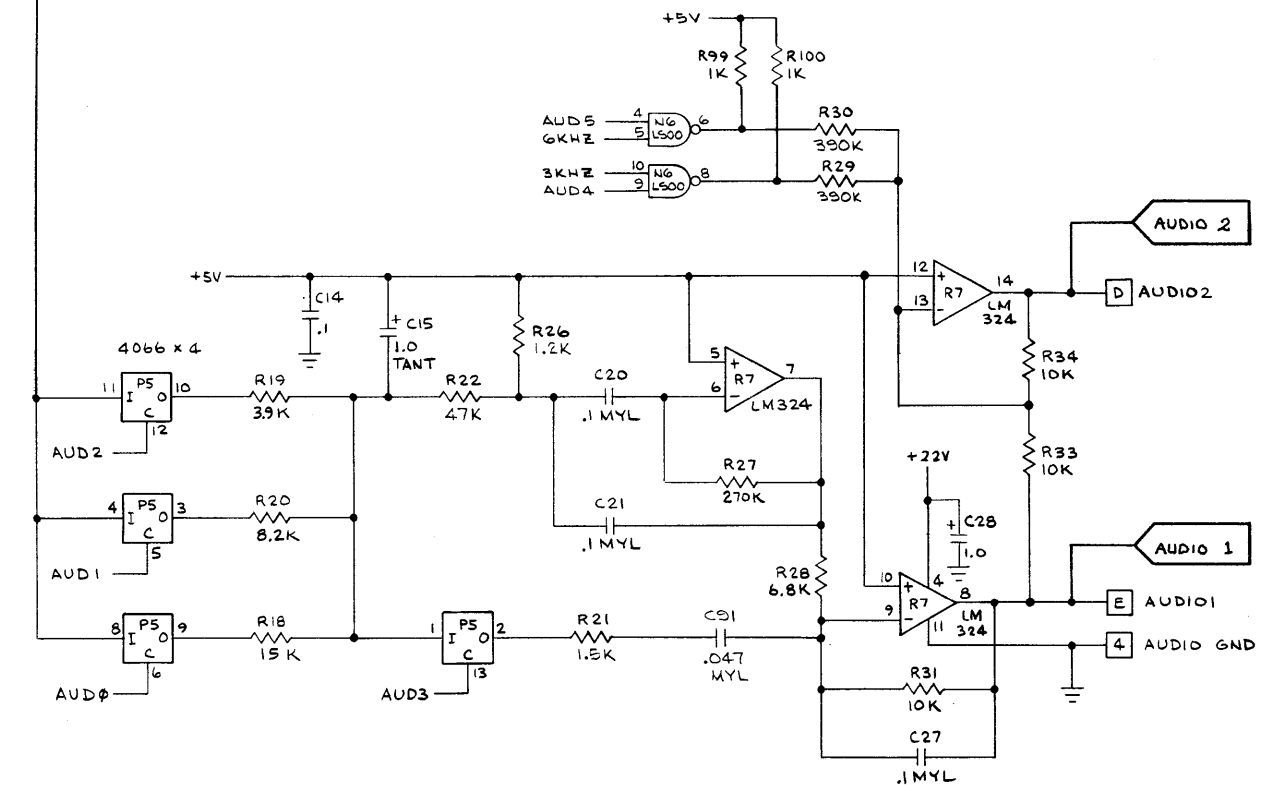 +5V
R99
1K
R100
1K
AUD5
6KHZ
4
5
N6
LS00
6
R30
390K
3KHZ
AUD4
10
9
N6
LS00
8
R29
390K
AUDIO 2
+5V
12
+
13
-
R7
14
LM
324
D
AUDIO2
C14
.1
+
C15
1.0
TANT
R26
1.2K
4066 × 4
11
I
P5
O
C
10
12
AUD2
R19
3.9K
R22
47K
C20
.1 MYL
5
+
6
-
R7
7
LM324
R34
10K
R27
270K
C21
.1 MYL
R33
10K
+22V
+
C28
1.0
4
I
P5
O
C
3
5
AUD1
R20
8.2K
AUDIO 1
R28
6.8K
10
+
9
-
R7
4
11
8
LM
324
E
AUDIO1
4
AUDIO GND
8
I
P5
O
C
9
6
AUDØ
R18
15K
1
I
P5
O
C
2
13
AUD3
R21
1.5K
C91
.047
MYL
R31
10K
C27
.1MYL